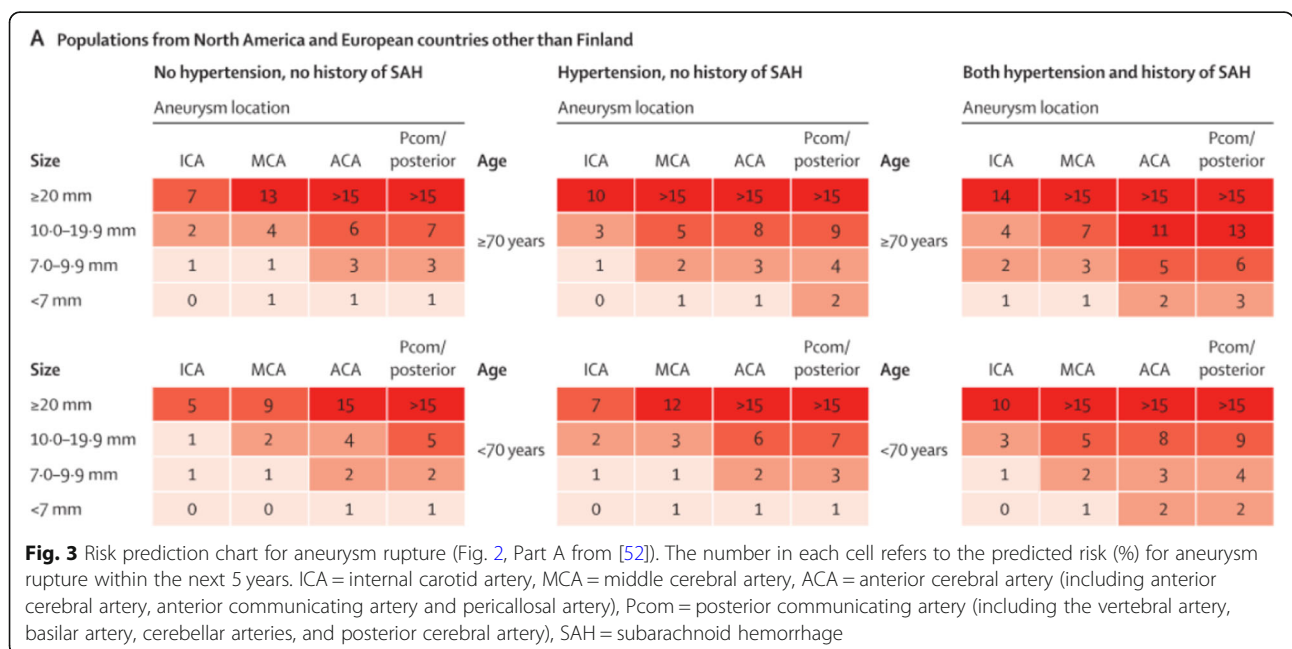 A Populations from North America and European countries other than Finland
No hypertension, no history of SAH Hypertension, no history of SAH Both hypertension and history of SAH
Aneurysm location Aneurysm location Aneurysm location
Size ICA MCA ACA Pcom/posterior Age ICA MCA ACA Pcom/posterior Age ICA MCA ACA Pcom/posterior
≥20 mm 7 13 >15 >15 10 >15 >15 >15 14 >15 >15 >15
10·0–19·9 mm 2 4 6 7 ≥70 years 3 5 8 9 ≥70 years 4 7 11 13
7·0–9·9 mm 1 1 3 3 1 2 3 4 2 3 5 6
<7 mm 0 1 1 1 0 1 1 2 1 1 2 3
Size ICA MCA ACA Pcom/posterior Age ICA MCA ACA Pcom/posterior Age ICA MCA ACA Pcom/posterior
≥20 mm 5 9 15 >15 7 12 >15 >15 10 >15 >15 >15
10·0–19·9 mm 1 2 4 5 <70 years 2 3 6 7 <70 years 3 5 8 9
7·0–9·9 mm 1 1 2 2 1 1 2 3 1 2 3 4
<7 mm 0 0 1 1 0 1 1 1 0 1 2 2
Fig. 3 Risk prediction chart for aneurysm rupture (Fig. 2, Part A from [52]). The number in each cell refers to the predicted risk (%) for aneurysm
rupture within the next 5 years. ICA = internal carotid artery, MCA = middle cerebral artery, ACA = anterior cerebral artery (including anterior
cerebral artery, anterior communicating artery and pericallosal artery), Pcom = posterior communicating artery (including the vertebral artery,
basilar artery, cerebellar arteries, and posterior cerebral artery), SAH = subarachnoid hemorrhage